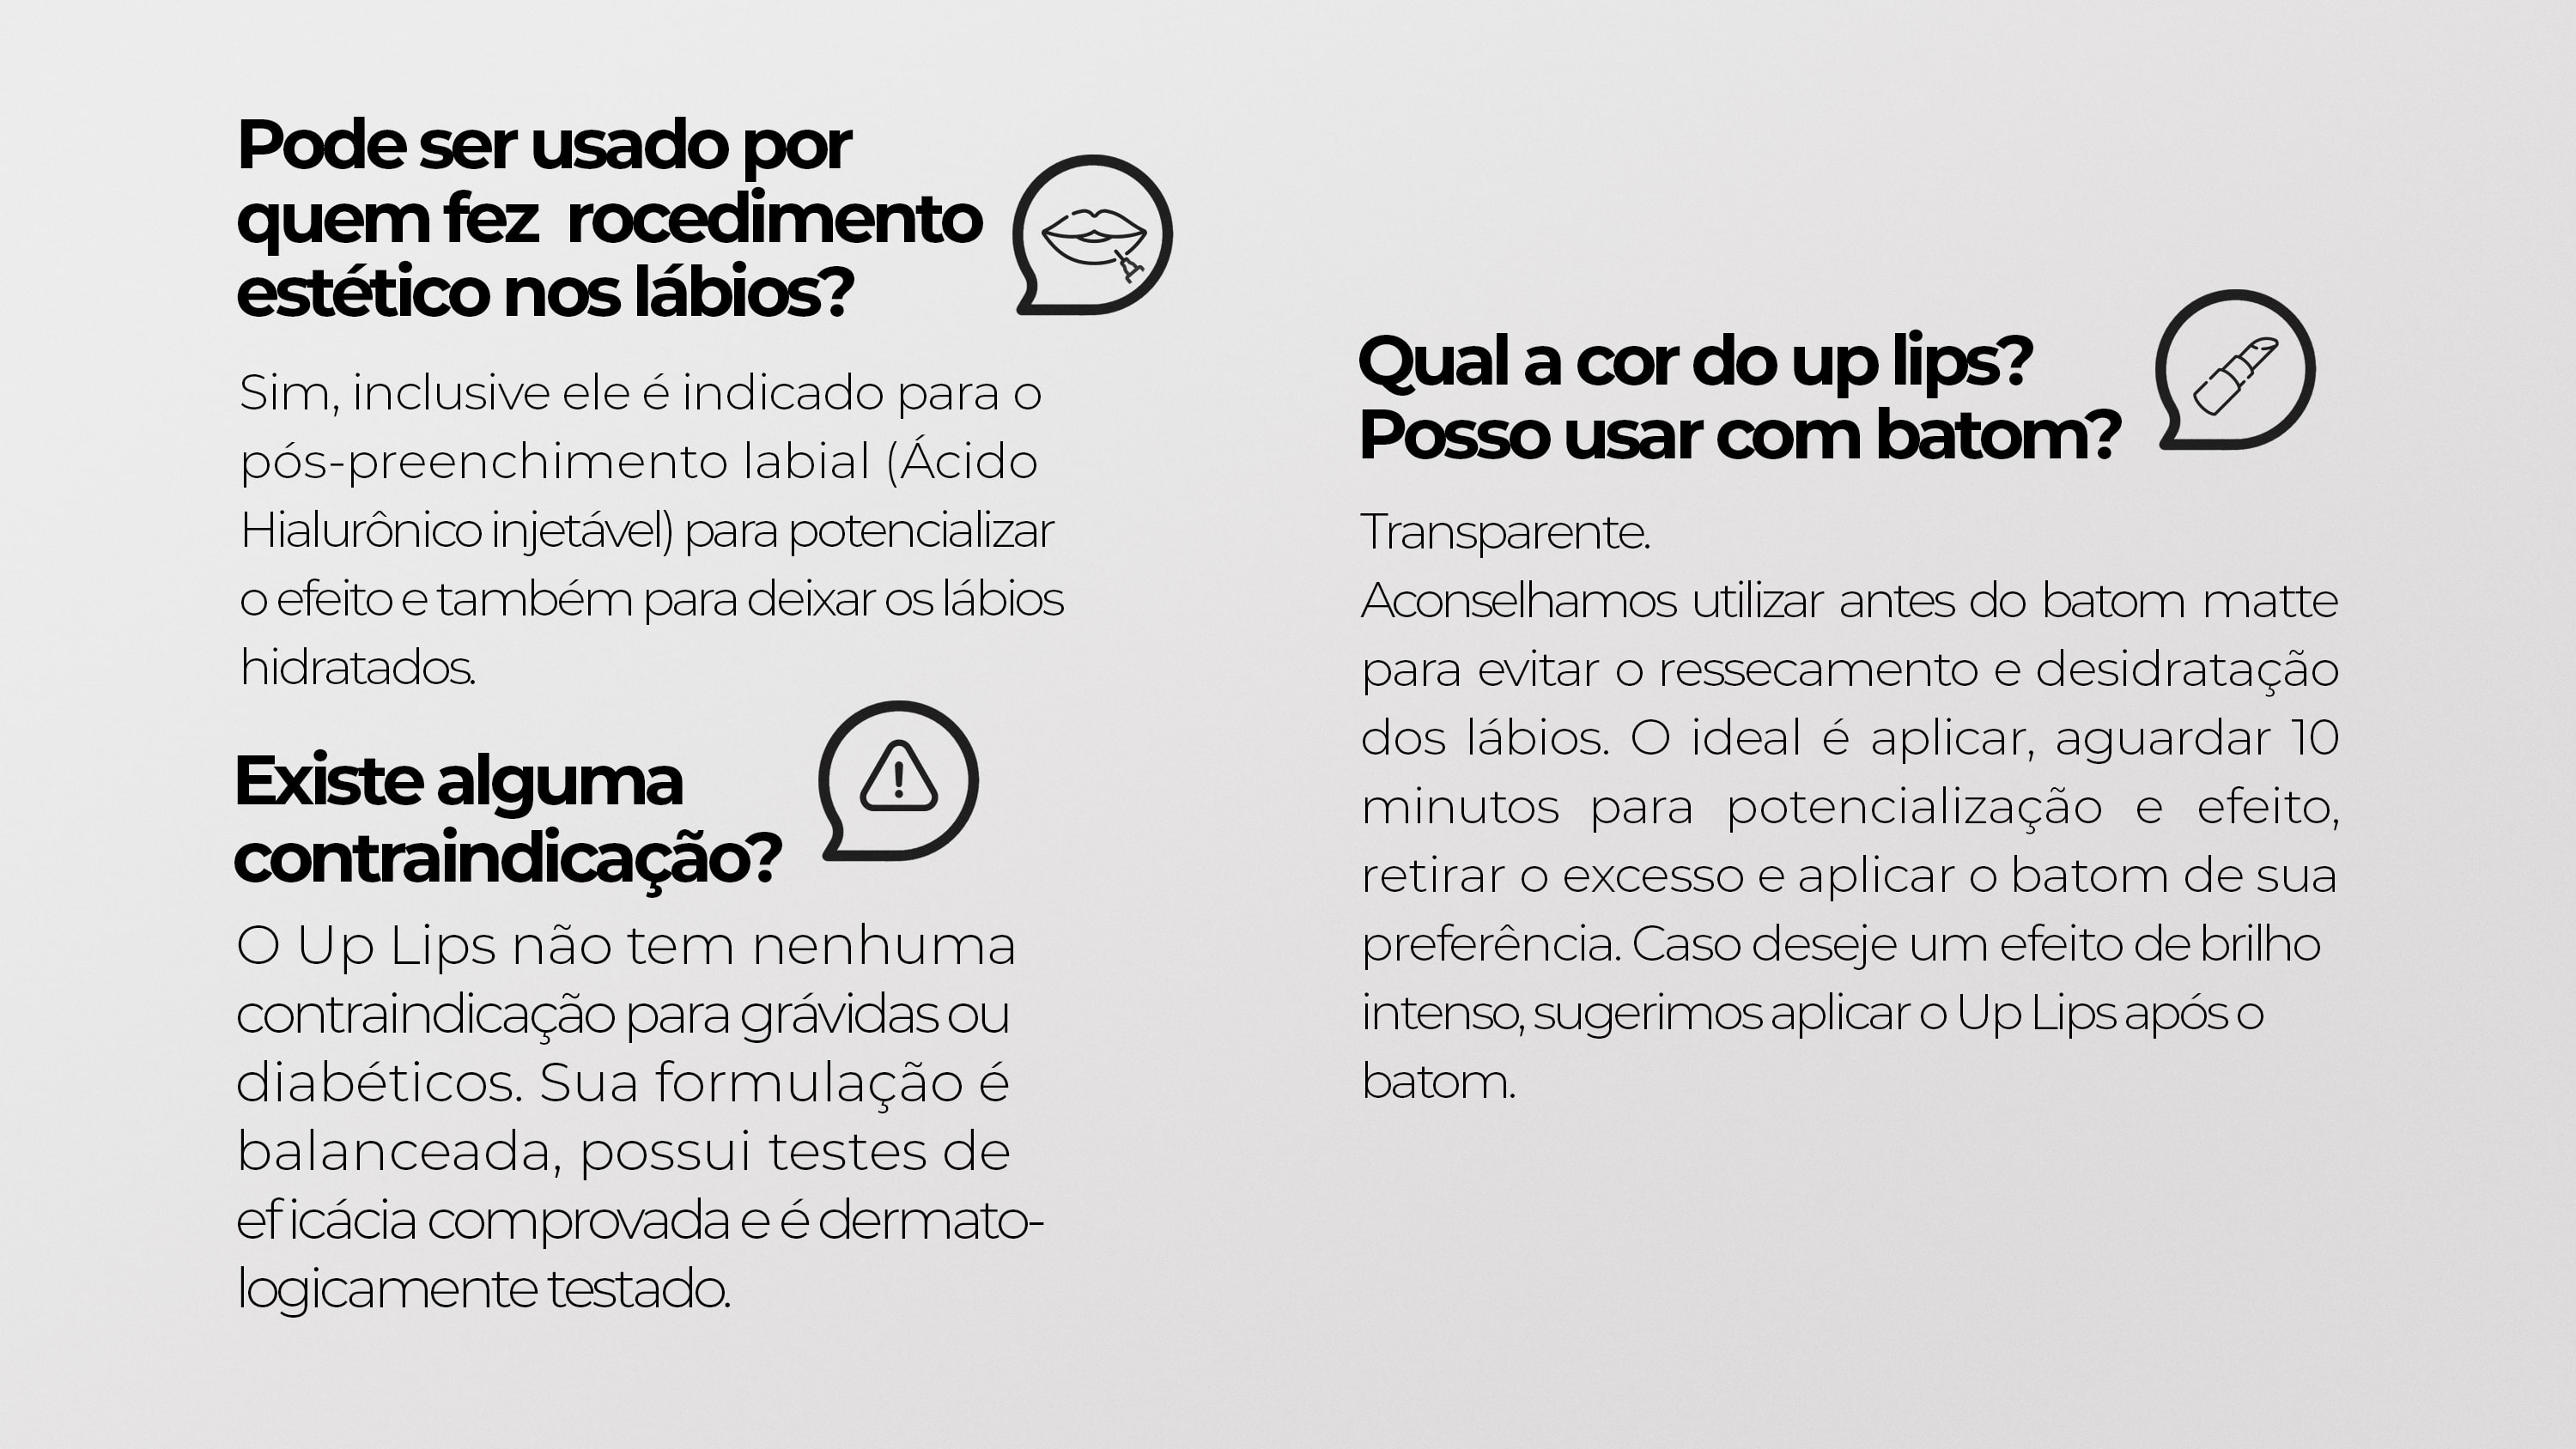 Pode ser usado por
quem fez  rocedimento
estético nos lábios?
Sim, inclusive ele é indicado para o
pós-preenchimento labial (Ácido
Hialurônico injetável) para potencializar
o efeito e também para deixar os lábios
hidratados.
Existe alguma
contraindicação?
O Up Lips não tem nenhuma
contraindicação para grávidas ou
diabéticos. Sua formulação é
balanceada, possui testes de
eficácia comprovada e é dermato-
logicamente testado.
Qual a cor do up lips?
Posso usar com batom?
Transparente.
Aconselhamos utilizar antes do batom matte
para evitar o ressecamento e desidratação
dos lábios. O ideal é aplicar, aguardar 10
minutos para potencialização e efeito,
retirar o excesso e aplicar o batom de sua
preferência. Caso deseje um efeito de brilho
intenso, sugerimos aplicar o Up Lips após o
batom.